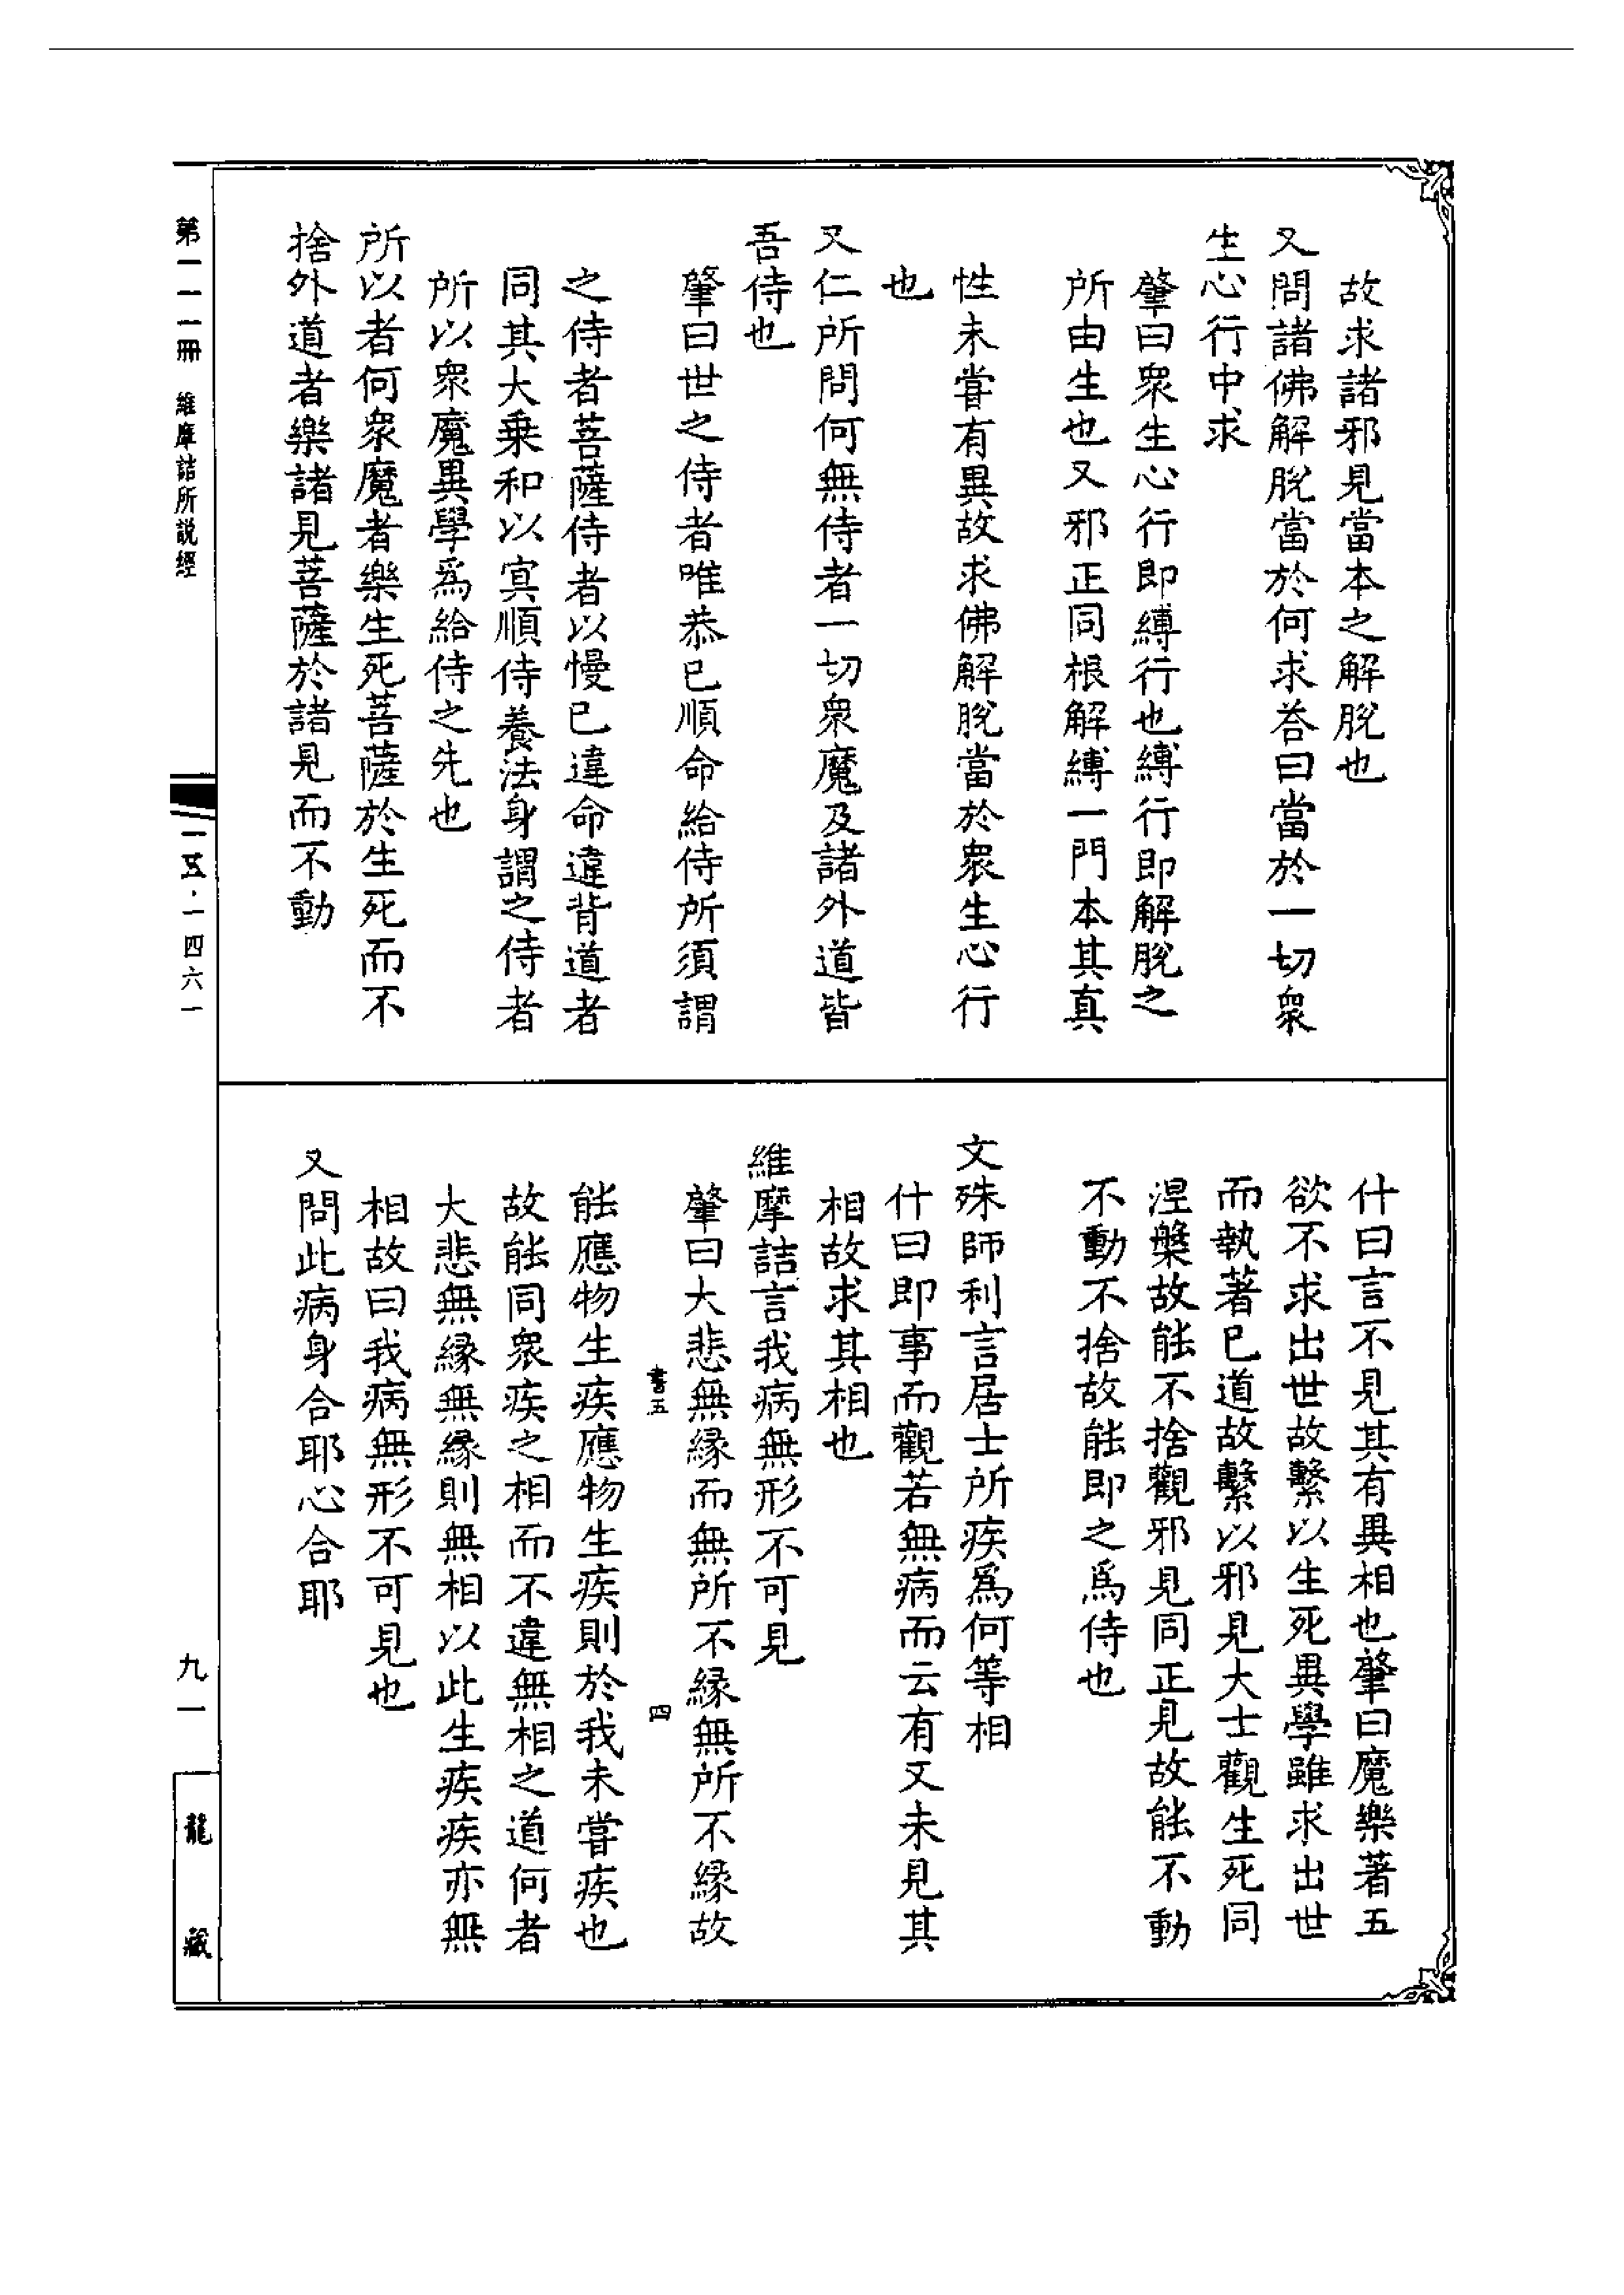 故求諸邪見當本之解脫也
又問諸佛解脫當於何求荅曰當於一切衆
生心行中求
肇曰衆生心行即縛行也縛行即解脫之
所由生也又邪正同根解縛一門本其真
性未甞有異故求佛解脫當於衆生心行
也
又仁所問何無侍者一切衆魔及諸外道皆
吾侍也
肇曰世之侍者唯恭已順命給侍所須謂
之侍者菩薩侍者以慢已違命違背道者
同其大乗和以㝠順侍養法身謂之侍者
所以衆魔異學爲給侍之先也
所以者何衆魔者樂生死菩薩於生死而不
捨外道者樂諸見菩薩於諸見而不動
什曰言不見其有異相也肇曰魔樂著五
欲不求出世故繫以生死異學雖求出世
而執著已道故繫以邪見大士觀生死同
涅槃故能不捨觀邪見同正見故能不動
不動不捨故能即之爲侍也
文殊師利言居士所疾爲何等相
什曰即事而觀若無病而云有又未見其
相故求其相也
維摩詰言我病無形不可見
肇曰大悲無緣而無所不緣無所不緣故
書五
四
能應物生疾應物生疾則於我未甞疾也
故能同衆疾之相而不違無相之道何者
大悲無緣無緣則無相以此生疾疾亦無
相故曰我病無形不可見也
又問此病身合耶心合耶
第一一一冊 維摩詰所説經
一五·一四六一
九一
龍藏